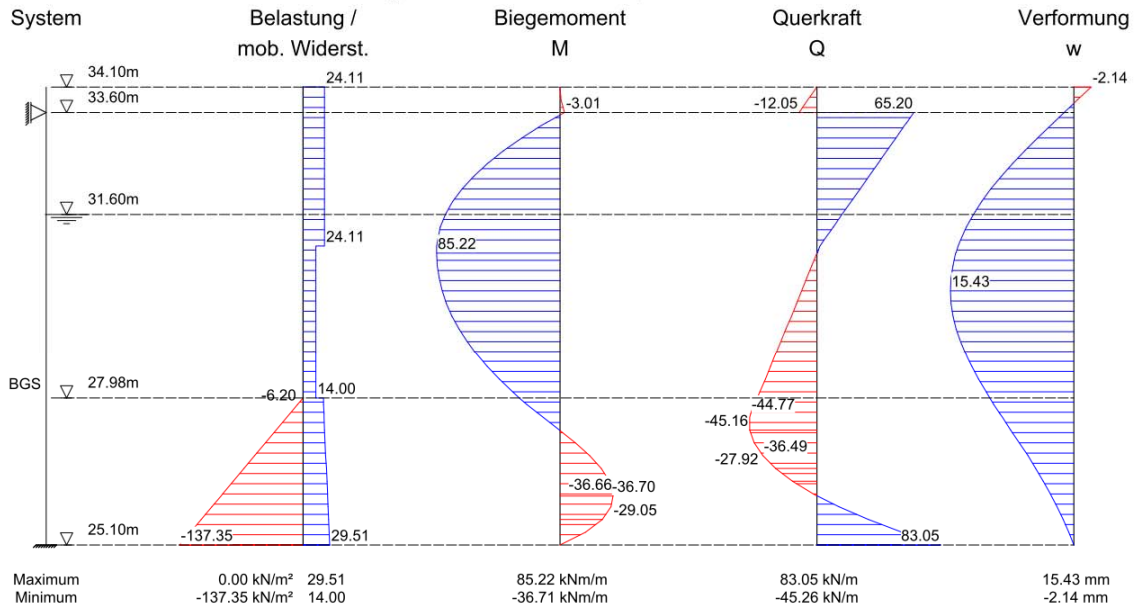 System Belastung / Biegemoment Querkraft Verformung
mob. Widerst. M Q w
34.10m 24.11 -2.14
33.60m -3.01 -12.05 65.20
31.60m
24.11
85.22
15.43
BGS 27.98m -6.20 14.00 -44.77
-45.16
-36.49
-27.92
-36.66 -36.70
-29.05
25.10m -137.35 29.51 83.05
Maximum 0.00 kN/m² 29.51 85.22 kNm/m 83.05 kN/m 15.43 mm
Minimum -137.35 kN/m² 14.00 -36.71 kNm/m -45.26 kN/m -2.14 mm